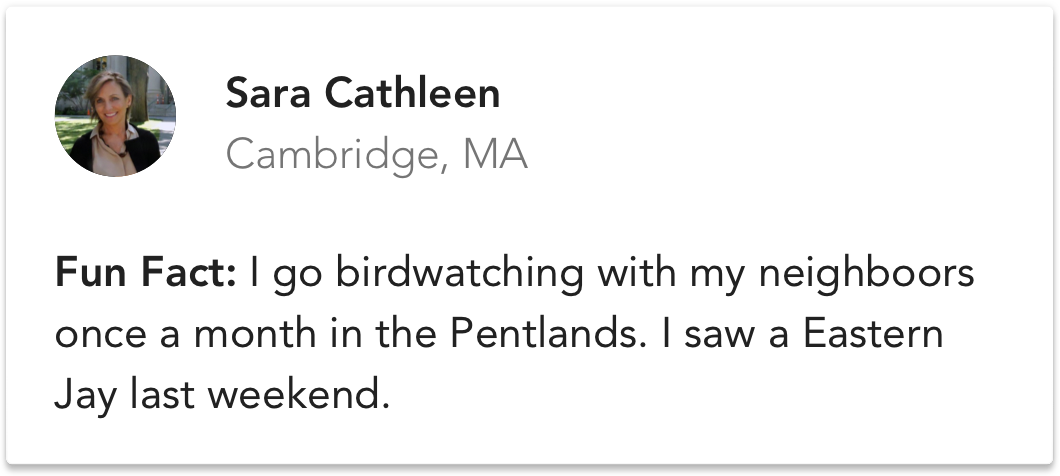 Sara Cathleen
Cambridge, MA
Fun Fact: I go birdwatching with my neighboors
once a month in the Pentlands. I saw a Eastern
Jay last weekend.